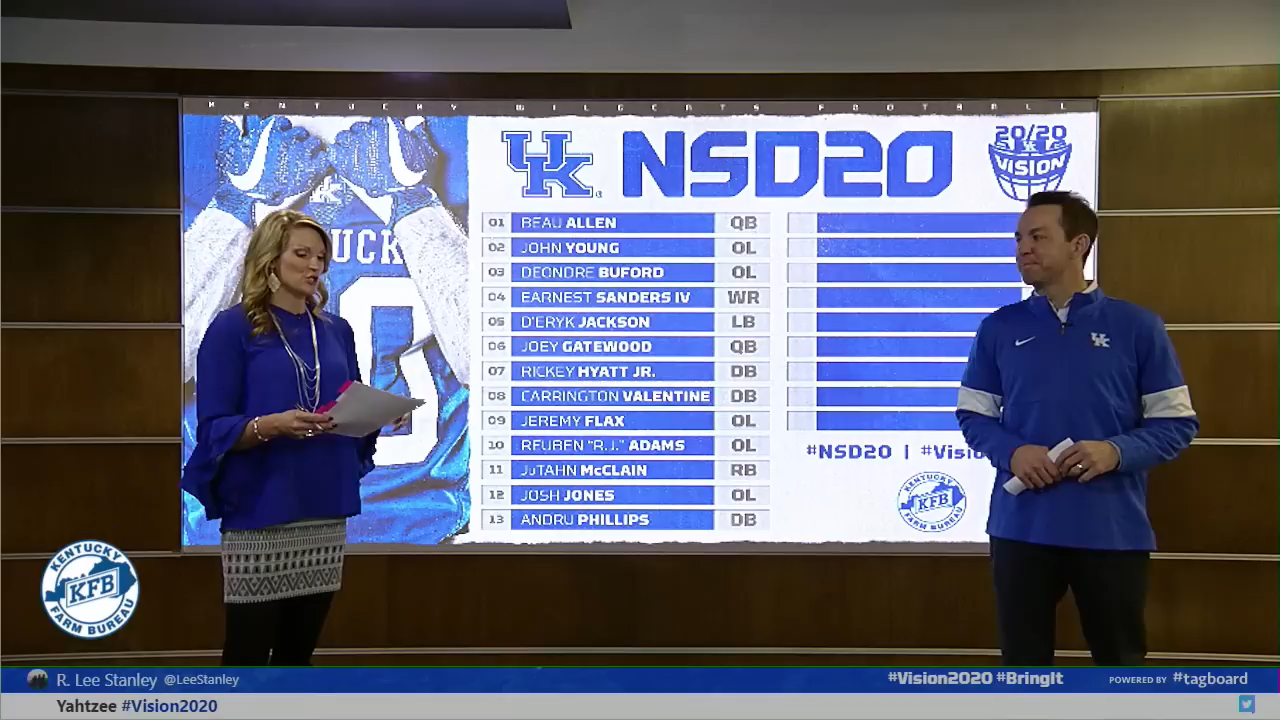 KENTUCKY WILDCATS FOOTBALL
UK NSD20
20/20
VISION
UCK
01 BEAU ALLEN QB
02 JOHN YOUNG OL
03 DEONDRE BUFORD OL
04 EARNEST SANDERS IV WR
05 D'ERYK JACKSON LB
06 JOEY GATEWOOD QB
07 RICKEY HYATT JR. DB
08 CARRINGTON VALENTINE DB
09 JEREMY FLAX OL
10 REUBEN "R.J." ADAMS OL
11 JuTAHN McCLAIN RB
12 JOSH JONES OL
13 ANDRU PHILLIPS DB
#NSD20 | #Visio
KENTUCKY
KFB
FARM BUREAU
UK
KENTUCKY
KFB
FARM BUREAU
R. Lee Stanley @LeeStanley #Vision2020 #BringIt POWERED BY #tagboard
Yahtzee #Vision2020